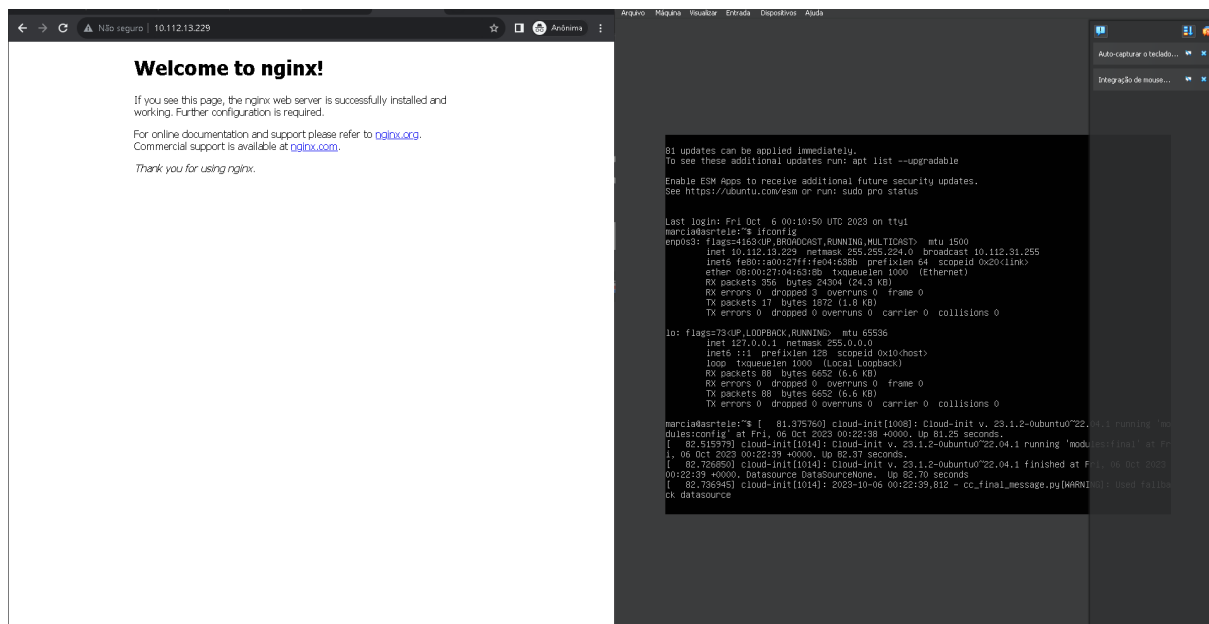 Não seguro
10.112.13.229
Anônima
Welcome to nginx!
If you see this page, the nginx web server is successfully installed and
working. Further configuration is required.
For online documentation and support please refer to nginx.org.
Commercial support is available at nginx.com.
Thank you for using nginx.
Arquivo Máquina Visualizar Entrada Dispositivos Ajuda
Auto-capturar o teclado...
Integração de mouse...
81 updates can be applied immediately.
To see these additional updates run: apt list --upgradable
Enable ESM Apps to receive additional future security updates.
See https://ubuntu.com/esm or run: sudo pro status
Last login: Fri Oct  6 00:10:50 UTC 2023 on tty1
marcia@asrtele:~$ ifconfig
enp0s3: flags=4163<UP,BROADCAST,RUNNING,MULTICAST>  mtu 1500
inet 10.112.13.229  netmask 255.255.224.0  broadcast 10.112.31.255
inet6 fe80::a00:27ff:fe04:638b  prefixlen 64  scopeid 0x20<link>
ether 08:00:27:04:63:8b  txqueuelen 1000  (Ethernet)
RX packets 356  bytes 24304 (24.3 KB)
RX errors 0  dropped 3  overruns 0  frame 0
TX packets 17  bytes 1872 (1.8 KB)
TX errors 0  dropped 0 overruns 0  carrier 0  collisions 0
lo: flags=73<UP,LOOPBACK,RUNNING>  mtu 65536
inet 127.0.0.1  netmask 255.0.0.0
inet6 ::1  prefixlen 128  scopeid 0x10<host>
loop  txqueuelen 1000  (Local Loopback)
RX packets 88  bytes 6652 (6.6 KB)
RX errors 0  dropped 0  overruns 0  frame 0
TX packets 88  bytes 6652 (6.6 KB)
TX errors 0  dropped 0 overruns 0  carrier 0  collisions 0
marcia@asrtele:~$ [   81.375760] cloud-init[1008]: Cloud-init v. 23.1.2-0ubuntu0~22.04.1 running 'mo
dules:config' at Fri, 06 Oct 2023 00:22:38 +0000. Up 81.25 seconds.
[   82.515979] cloud-init[1014]: Cloud-init v. 23.1.2-0ubuntu0~22.04.1 running 'modules:final' at Fr
i, 06 Oct 2023 00:22:39 +0000. Up 82.37 seconds.
[   82.726850] cloud-init[1014]: Cloud-init v. 23.1.2-0ubuntu0~22.04.1 finished at Fri, 06 Oct 2023
00:22:39 +0000. Datasource DataSourceNone.  Up 82.70 seconds
[   82.736945] cloud-init[1014]: 2023-10-06 00:22:39,812 - cc_final_message.py[WARNING]: Used fallba
ck datasource